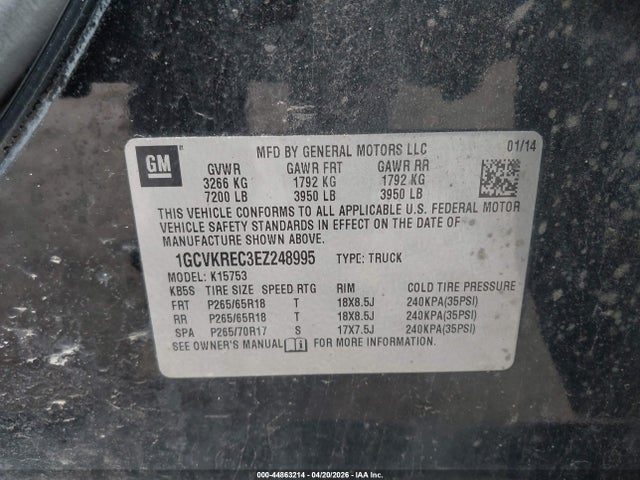 GM
MFD BY GENERAL MOTORS LLC 01/14
GVWR GAWR FRT GAWR RR
3266 KG 1792 KG 1792 KG
7200 LB 3950 LB 3950 LB
THIS VEHICLE CONFORMS TO ALL APPLICABLE U.S. FEDERAL MOTOR
VEHICLE SAFETY STANDARDS IN EFFECT ON THE DATE OF
MANUFACTURE SHOWN ABOVE.
1GCVKREC3EZ248995 TYPE: TRUCK
MODEL: K15753
KB5S TIRE SIZE SPEED RTG RIM COLD TIRE PRESSURE
FRT P265/65R18 T 18X8.5J 240KPA(35PSI)
RR P265/65R18 T 18X8.5J 240KPA(35PSI)
SPA P265/70R17 S 17X7.5J 240KPA(35PSI)
SEE OWNER'S MANUAL FOR MORE INFORMATION.
000-44863214 - 04/20/2026 - IAAI, Inc.